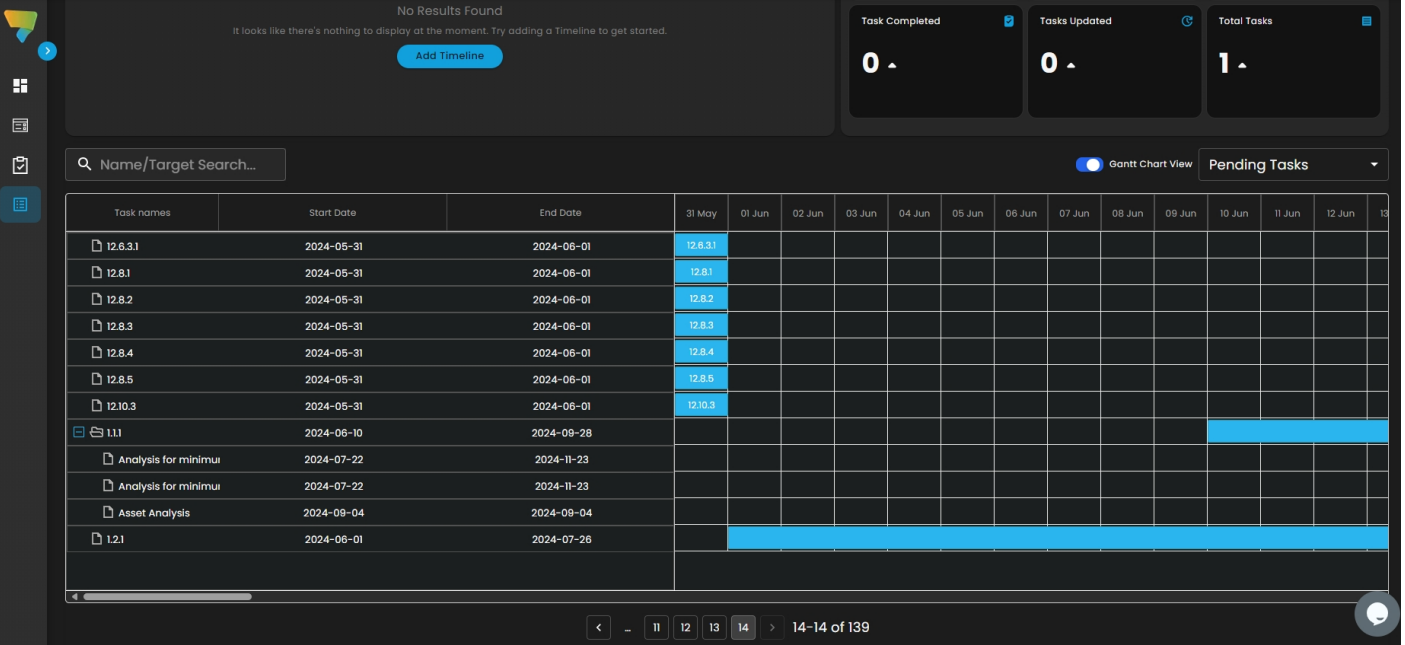 No Results Found
It looks like there's nothing to display at the moment. Try adding a Timeline to get started.
Add Timeline
Task Completed
0
Tasks Updated
0
Total Tasks
1
Name/Target Search...
Gantt Chart View
Pending Tasks
Task names Start Date End Date 31 May 01 Jun 02 Jun 03 Jun 04 Jun 05 Jun 06 Jun 07 Jun 08 Jun 09 Jun 10 Jun 11 Jun 12 Jun 13
12.6.3.1 2024-05-31 2024-06-01 12.6.3.1
12.8.1 2024-05-31 2024-06-01 12.8.1
12.8.2 2024-05-31 2024-06-01 12.8.2
12.8.3 2024-05-31 2024-06-01 12.8.3
12.8.4 2024-05-31 2024-06-01 12.8.4
12.8.5 2024-05-31 2024-06-01 12.8.5
12.10.3 2024-05-31 2024-06-01 12.10.3
1.1.1 2024-06-10 2024-09-28
Analysis for minimu 2024-07-22 2024-11-23
Analysis for minimu 2024-07-22 2024-11-23
Asset Analysis 2024-09-04 2024-09-04
1.2.1 2024-06-01 2024-07-26
... 11 12 13 14 14-14 of 139